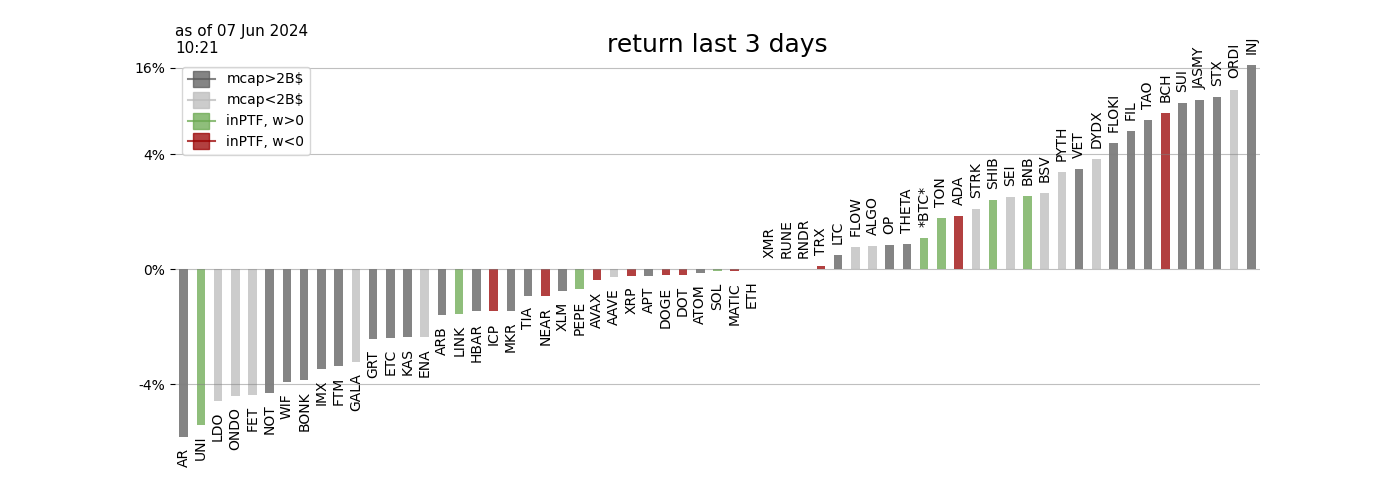 as of 07 Jun 2024
10:21
return last 3 days
mcap>2B$
mcap<2B$
inPTF, w>0
inPTF, w<0
16%
4%
0%
-4%
AR
UNI
LDO
ONDO
FET
NOT
WIF
BONK
IMX
FTM
GALA
GRT
ETC
KAS
ENA
ARB
LINK
HBAR
ICP
MKR
TIA
NEAR
XLM
PEPE
AVAX
AAVE
XRP
APT
DOGE
DOT
ATOM
SOL
MATIC
ETH
XMR
RUNE
RNDR
TRX
LTC
FLOW
ALGO
OP
THETA
*BTC*
TON
ADA
STRK
SHIB
SEI
BNB
BSV
PYTH
VET
DYDX
FLOKI
FIL
TAO
BCH
SUI
JASMY
STX
ORDI
INJ